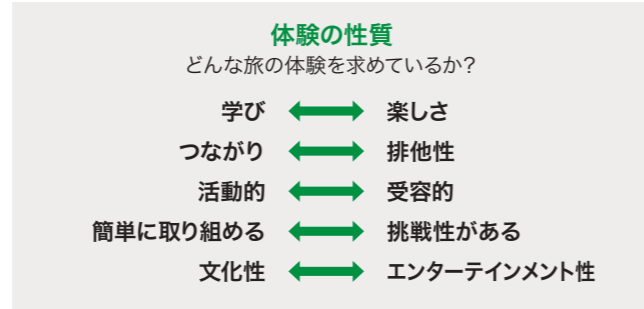 体験の性質
どんな旅の体験を求めているか?
学び 楽しさ
つながり 排他性
活動的 受容的
簡単に取り組める 挑戦性がある
文化性 エンターテインメント性